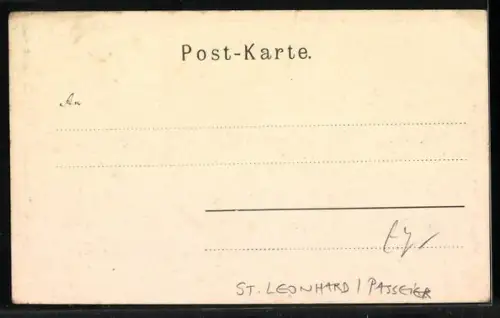 Post-Karte.
An
ST. LEONHARD / PASSEIER